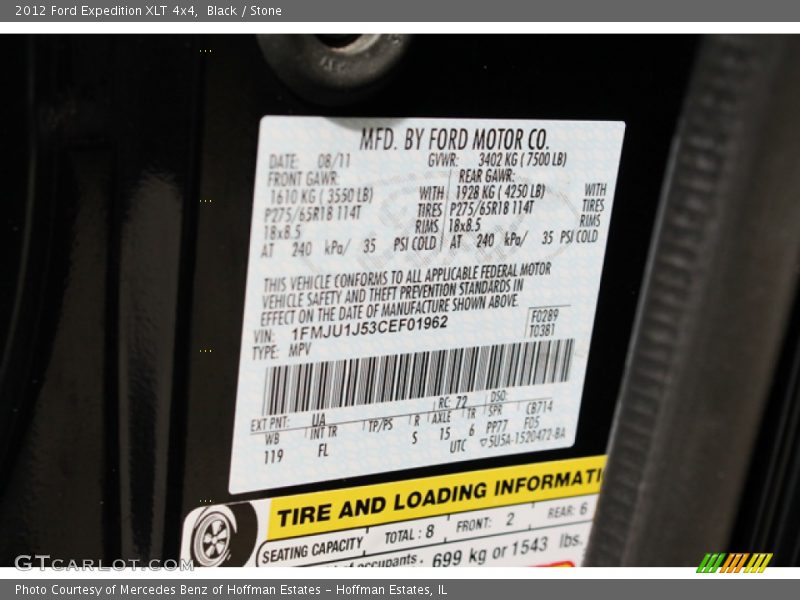 2012 Ford Expedition XLT 4x4, Black / Stone
MFD. BY FORD MOTOR CO.
DATE: 08/11 GVWR: 3402 KG ( 7500 LB)
FRONT GAWR: REAR GAWR:
1610 KG ( 3550 LB) WITH 1928 KG ( 4250 LB) WITH
P275/65R18 114T TIRES P275/65R18 114T TIRES
18x8.5 RIMS 18x8.5 RIMS
AT 240 kPa/ 35 PSI COLD AT 240 kPa/ 35 PSI COLD
THIS VEHICLE CONFORMS TO ALL APPLICABLE FEDERAL MOTOR
VEHICLE SAFETY AND THEFT PREVENTION STANDARDS IN
EFFECT ON THE DATE OF MANUFACTURE SHOWN ABOVE.
VIN: 1FMJU1J53CEF01962 F0289
TYPE: MPV T0381
EXT PNT: UA RC: 72 DSO:
WB INT TR TP/PS R AXLE TR SPR CB714
119 FL S 15 6 PP77 FD5
UTC ▽5U5A-1520472-BA
TIRE AND LOADING INFORMATI
SEATING CAPACITY TOTAL : 8 FRONT: 2 REAR: 6
of occupants. 699 kg or 1543 lbs.
GTCARLOT.COM
Photo Courtesy of Mercedes Benz of Hoffman Estates - Hoffman Estates, IL